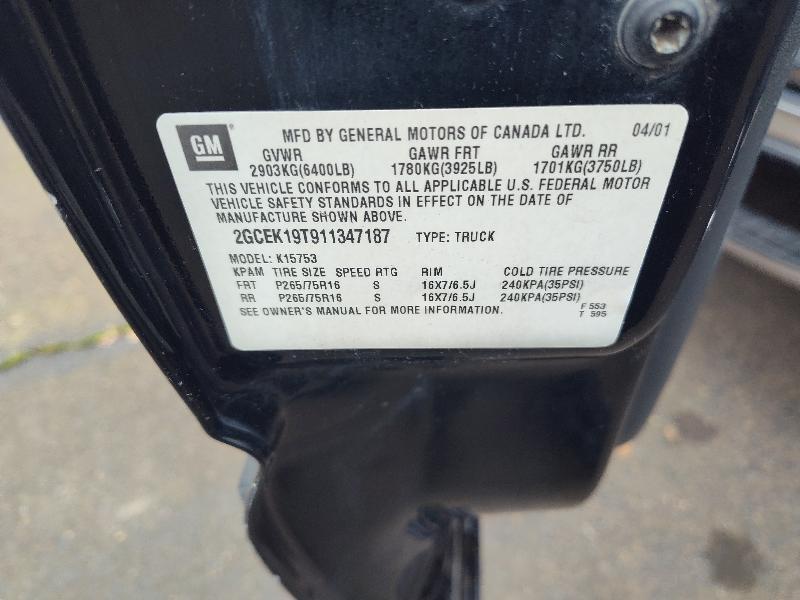 GM MFD BY GENERAL MOTORS OF CANADA LTD. 04/01
GVWR GAWR FRT GAWR RR
2903KG(6400LB) 1780KG(3925LB) 1701KG(3750LB)
THIS VEHICLE CONFORMS TO ALL APPLICABLE U.S. FEDERAL MOTOR
VEHICLE SAFETY STANDARDS IN EFFECT ON THE DATE OF
MANUFACTURE SHOWN ABOVE.
2GCEK19T911347187 TYPE: TRUCK
MODEL: K15753
KPAM TIRE SIZE SPEED RTG RIM COLD TIRE PRESSURE
FRT P265/75R16 S 16X7/6.5J 240KPA(35PSI)
RR P265/75R16 S 16X7/6.5J 240KPA(35PSI)
SEE OWNER'S MANUAL FOR MORE INFORMATION.
F 553
T 595